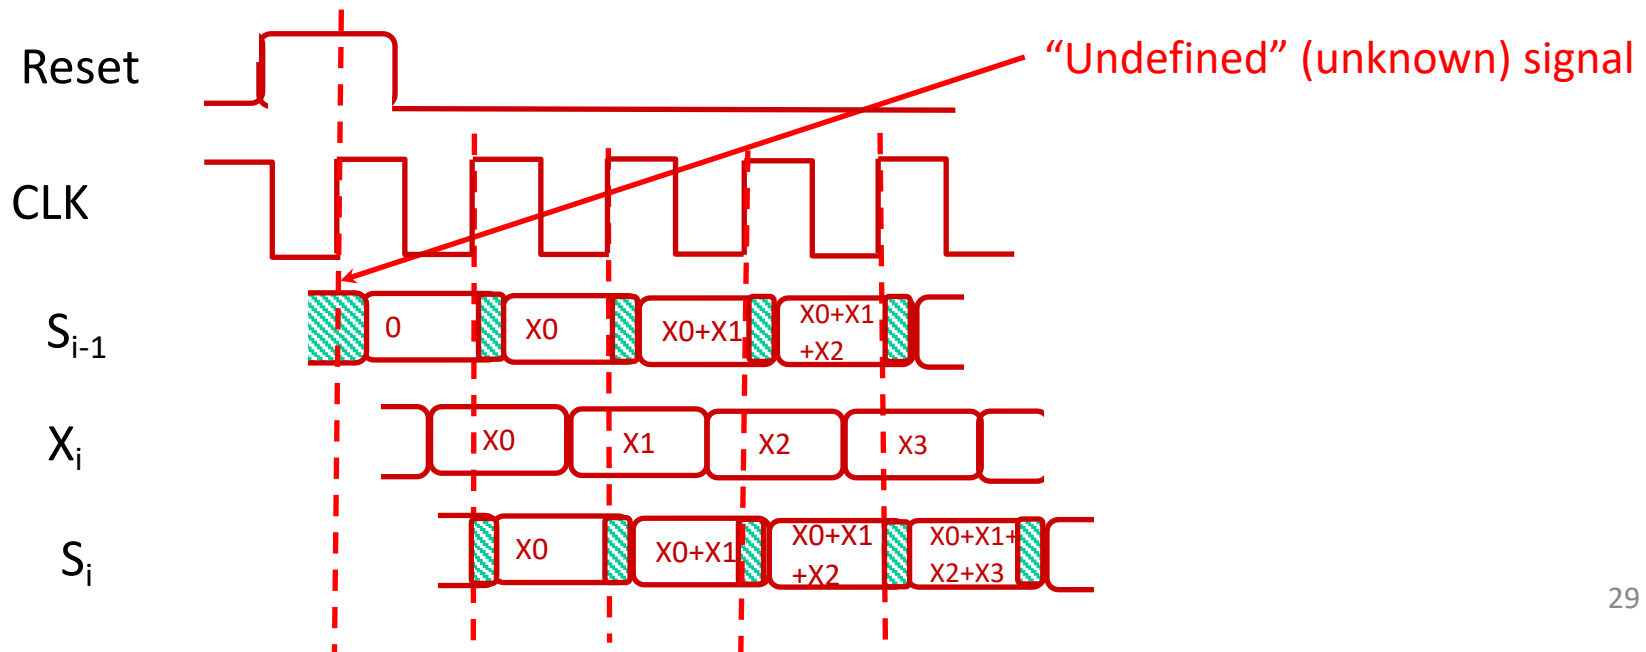 Reset
“Undefined” (unknown) signal
CLK
Si-1
0
X0
X0+X1
X0+X1
+X2
Xi
X0
X1
X2
X3
Si
X0
X0+X1
X0+X1
+X2
X0+X1+
X2+X3
29